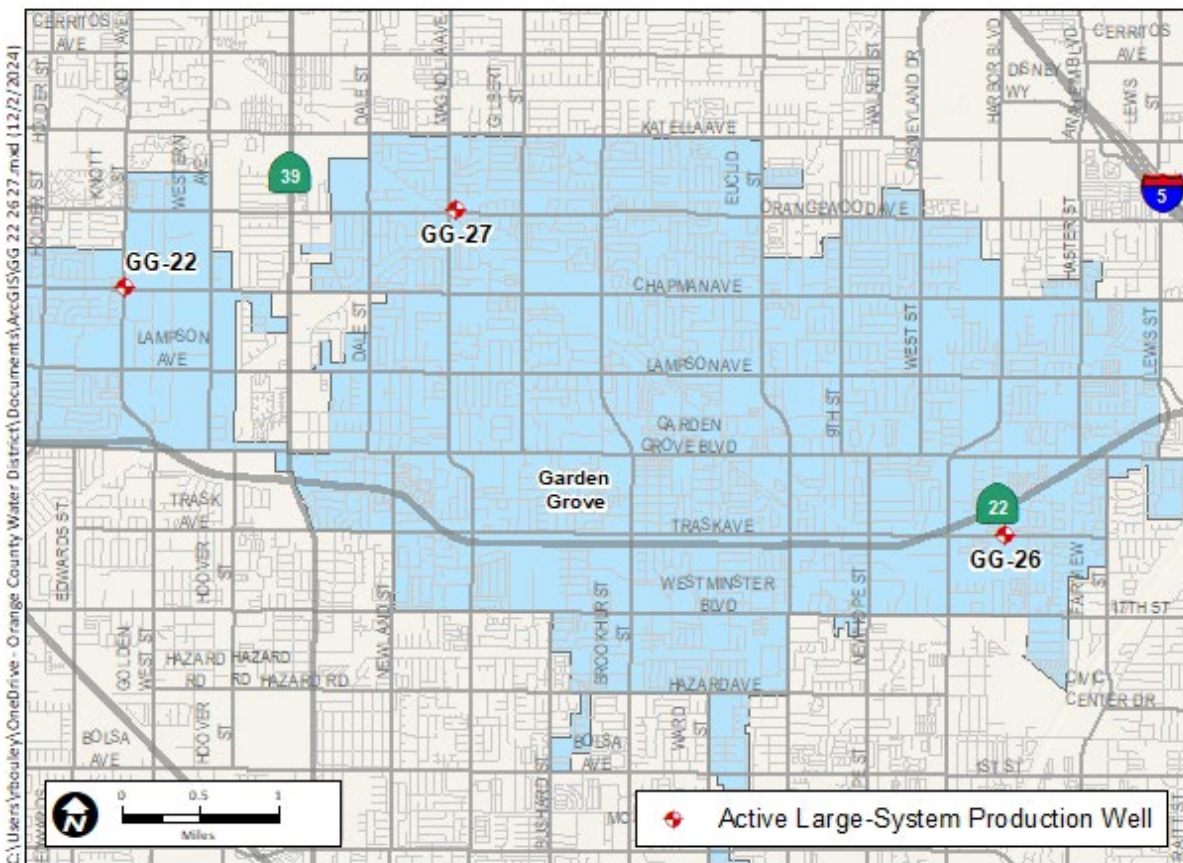 C:\Users\rbouley\OneDrive - Orange County Water District\Documents\ArcGIS\GG 22 26 27.mxd (12/2/2024)
CERRITOS
AVE
KNOTT
AVE
HOLDER ST
DALE ST
MAGNOLIA AVE
GILBERT
ST
WALNUT ST
DISNEYLAND DR
HARBOR BLVD
DISNEY
WY
ANAHEIM BLVD
CERRITOS
AVE
LEWIS
ST
KATELLA AVE
KNOTT
ST
WESTERN
AVE
HOLDER ST
39
EUCLID
ST
ORANGEWOOD AVE
5
GG-27
GG-22
HASTER ST
CHAPMAN AVE
LAMPSON
AVE
DALE ST
LAMPSON AVE
WEST ST
LEWIS ST
9TH ST
GARDEN
GROVE BLVD
Garden
Grove
22
TRASK
AVE
TRASK AVE
GG-26
EDWARDS ST
HOOVER
ST
NEWLAND ST
WESTMINSTER
BLVD
FAIRVIEW
ST
17TH ST
GOLDEN
WEST ST
BROOKHURST
ST
NEWHOPE ST
HAZARD
RD
HAZARD
RD
HAZARD RD
HAZARD AVE
CIVIC
CENTER DR
BOLSA
AVE
HOOVER
ST
BOLSA
AVE
WARD
ST
1ST ST
BUSHARD ST
N
0 0.5 1
Miles
Active Large-System Production Well